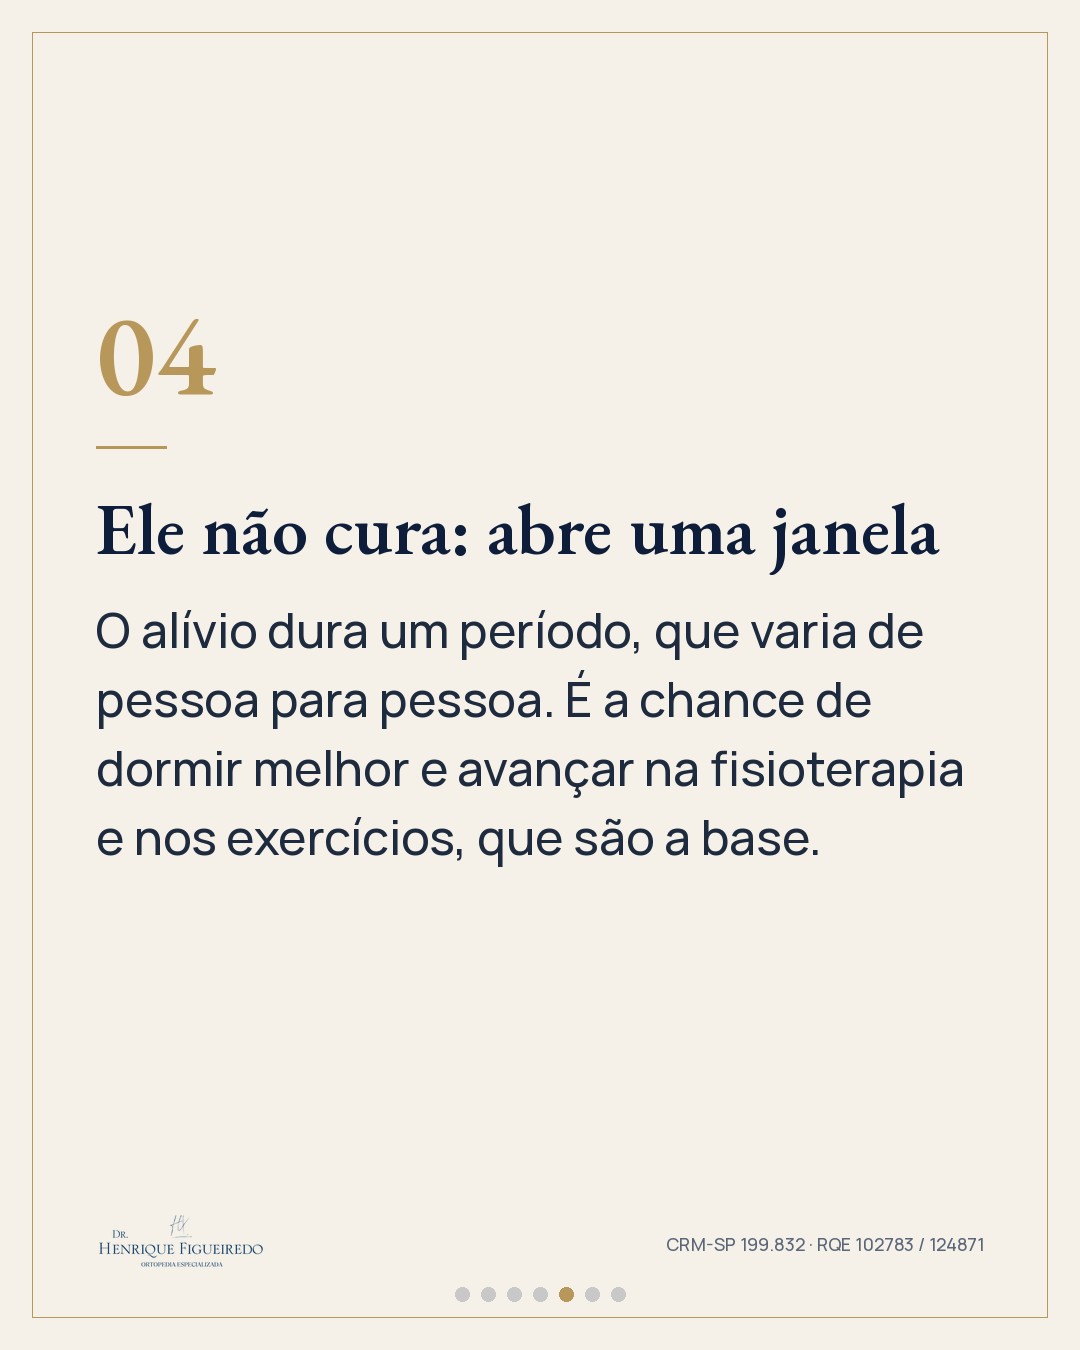 04
Ele não cura: abre uma janela
O alívio dura um período, que varia de
pessoa para pessoa. É a chance de
dormir melhor e avançar na fisioterapia
e nos exercícios, que são a base.
DR.
HENRIQUE FIGUEIREDO
ORTOPEDIA ESPECIALIZADA
CRM-SP 199.832 · RQE 102783 / 124871